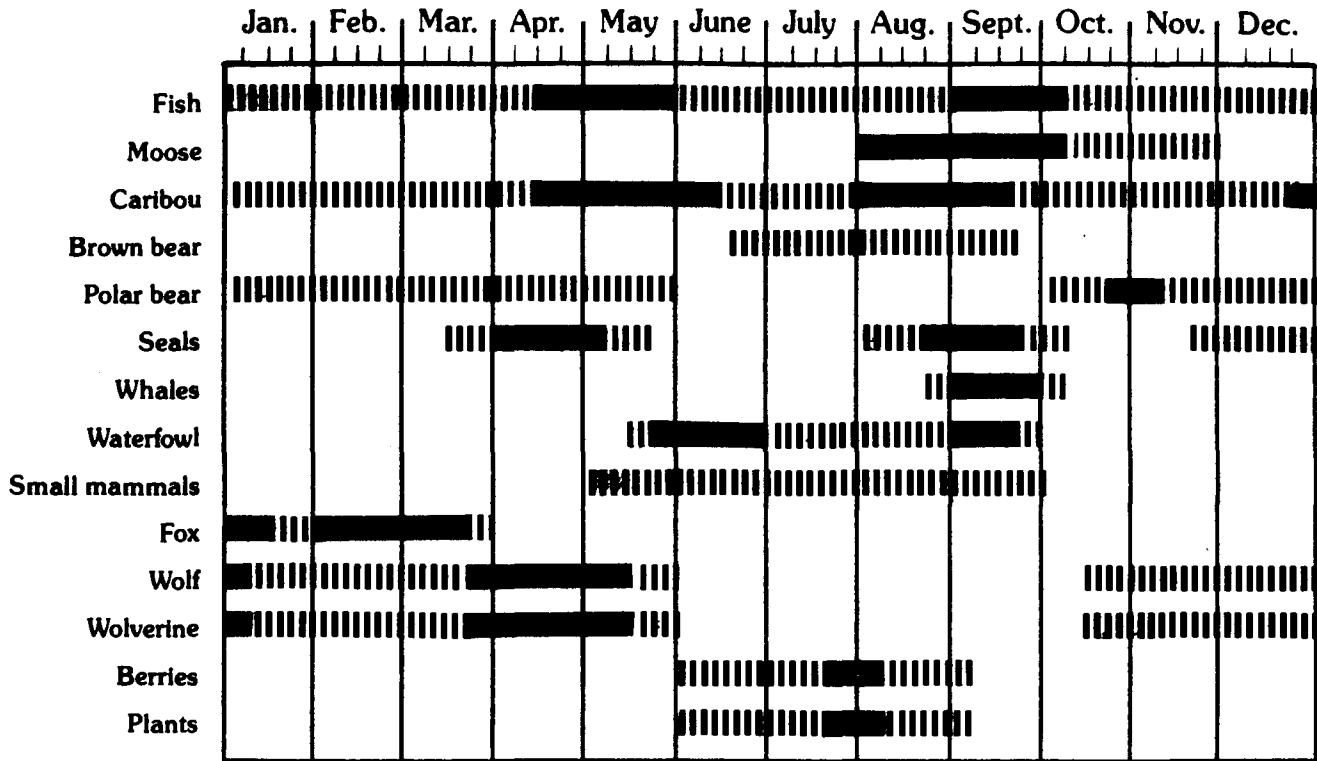 Jan. Feb. Mar. Apr. May June July Aug. Sept. Oct. Nov. Dec.
Fish
Moose
Caribou
Brown bear
Polar bear
Seals
Whales
Waterfowl
Small mammals
Fox
Wolf
Wolverine
Berries
Plants